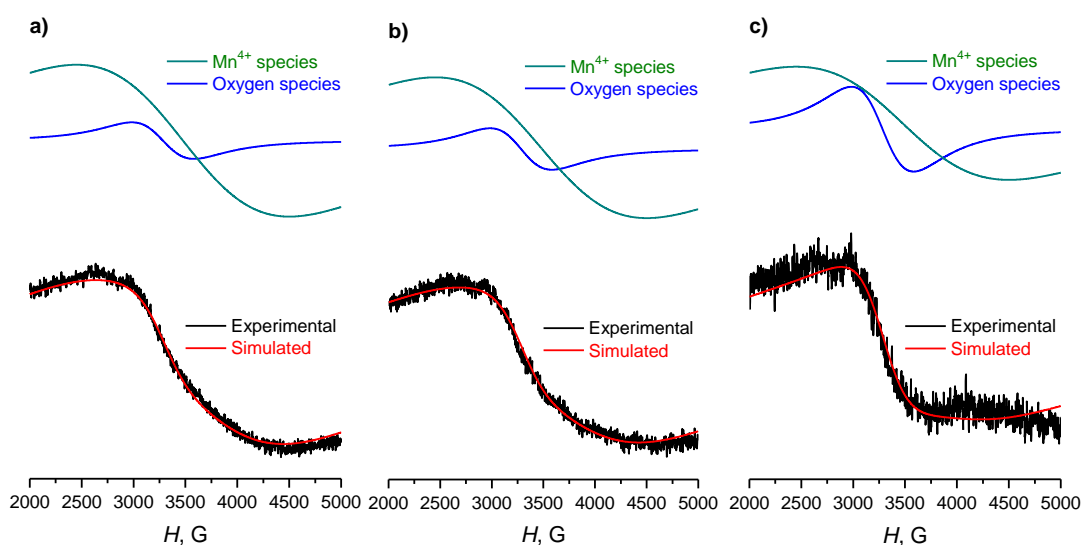 a)
Mn⁴⁺ species
Oxygen species
Experimental
Simulated
2000 2500 3000 3500 4000 4500 5000
H, G
b)
Mn⁴⁺ species
Oxygen species
Experimental
Simulated
2000 2500 3000 3500 4000 4500 5000
H, G
c)
Mn⁴⁺ species
Oxygen species
Experimental
Simulated
2000 2500 3000 3500 4000 4500 5000
H, G